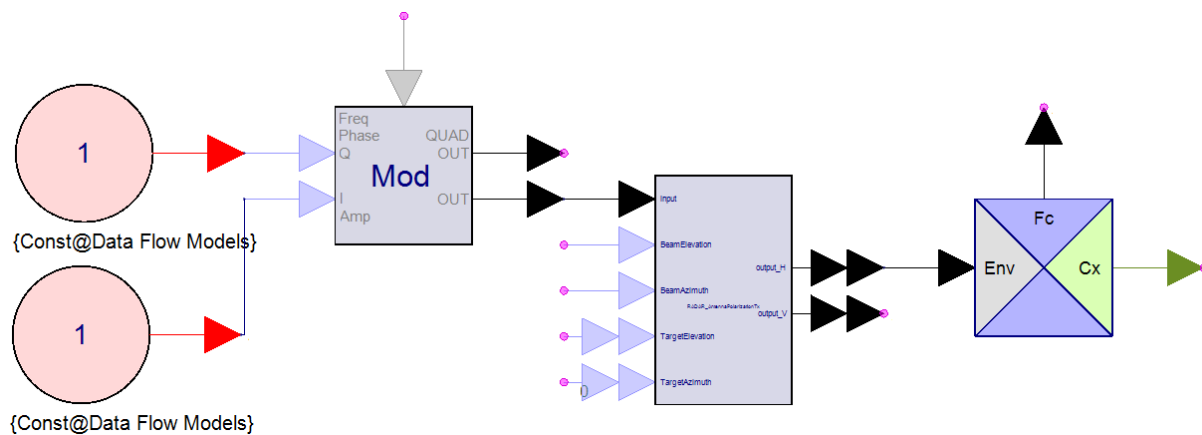 1
{Const@Data Flow Models}
1
{Const@Data Flow Models}
Freq
Phase
QUAD
Q
OUT
Mod
I
OUT
Amp
input
BeamElevation
BeamAzimuth
output_H
RADAR_AntennaPolarizationTx
output_V
TargetElevation
TargetAzimuth
0
Fc
Env
Cx